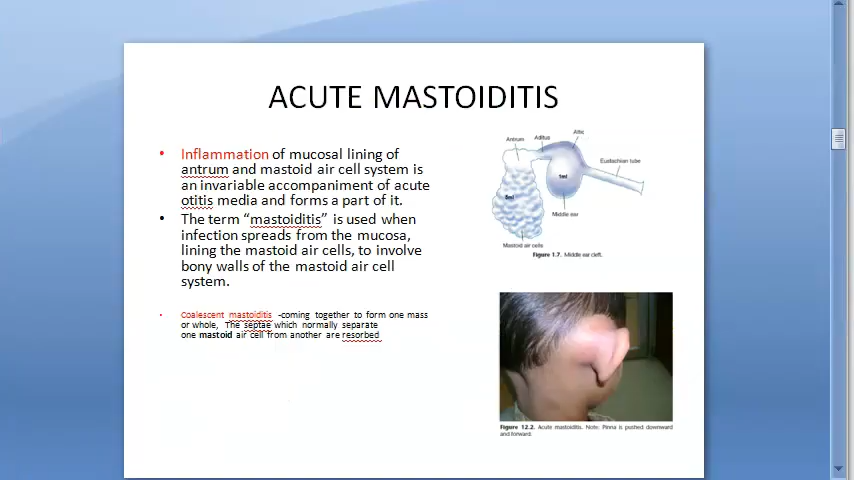 ACUTE MASTOIDITIS
• Inflammation of mucosal lining of
antrum and mastoid air cell system is
an invariable accompaniment of acute
otitis media and forms a part of it.
• The term “mastoiditis” is used when
infection spreads from the mucosa,
lining the mastoid air cells, to involve
bony walls of the mastoid air cell
system.
• Coalescent mastoiditis -coming together to form one mass
or whole, The septae which normally separate
one mastoid air cell from another are resorbed
Antrum
Aditus
Attic
Eustachian tube
1ml
5ml
Middle ear
Mastoid air cells
Figure 1.7. Middle ear cleft.
Figure 12.2. Acute mastoiditis. Note: Pinna is pushed downward
and forward.